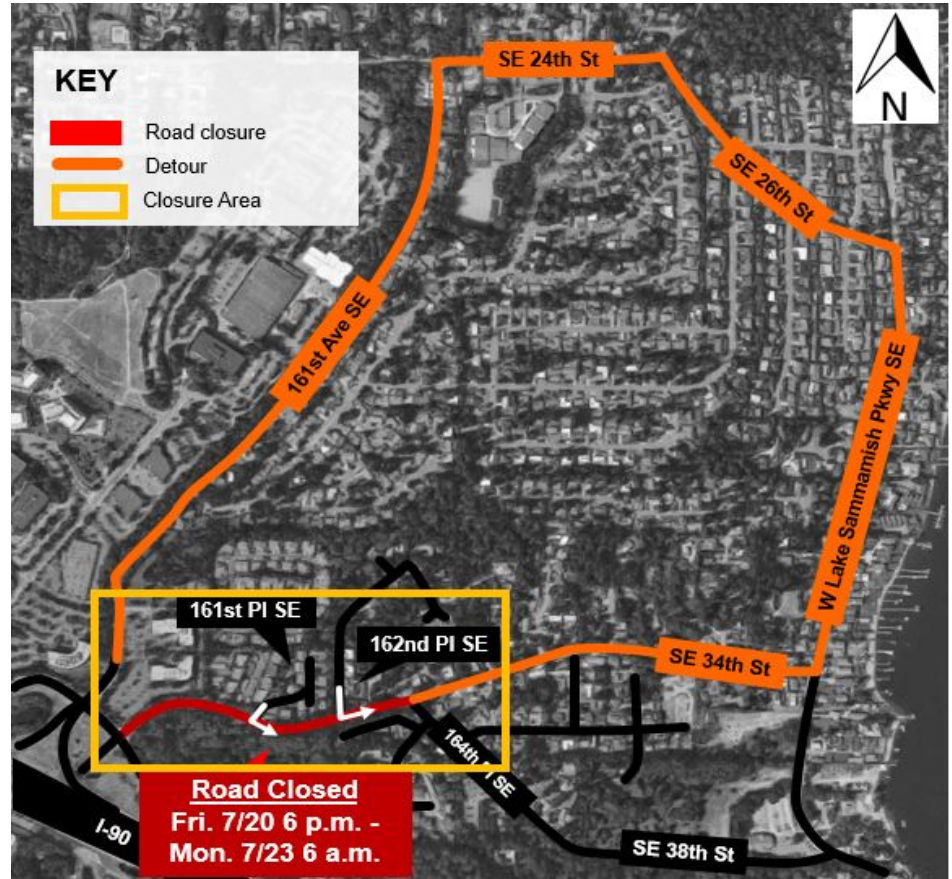 KEY
Road closure
Detour
Closure Area
N
SE 24th St
SE 26th St
161st Ave SE
W Lake Sammamish Pkwy SE
161st Pl SE
162nd Pl SE
SE 34th St
164th Pl SE
SE 38th St
I-90
Road Closed
Fri. 7/20 6 p.m. -
Mon. 7/23 6 a.m.